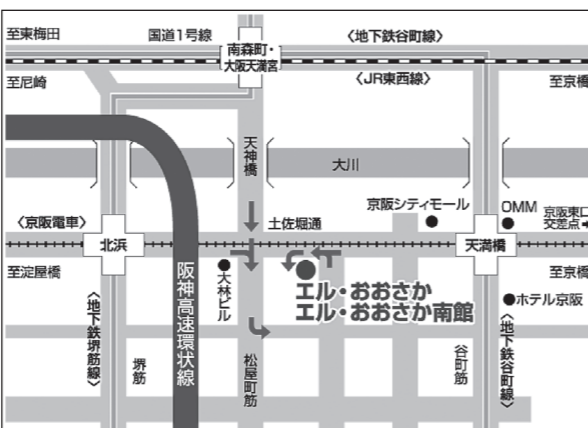 至東梅田
国道1号線
南森町・
大阪天満宮
〈地下鉄谷町線〉
至尼崎
〈JR東西線〉
至京橋
天神橋
大川
京阪シティモール
OMM
京阪東口
交差点
〈京阪電車〉
北浜
土佐堀通
天満橋
至淀屋橋
大林ビル
エル・おおさか
エル・おおさか南館
至京橋
ホテル京阪
〈地下鉄堺筋線〉
堺筋
阪神高速環状線
松屋町筋
谷町筋
〈地下鉄谷町線〉